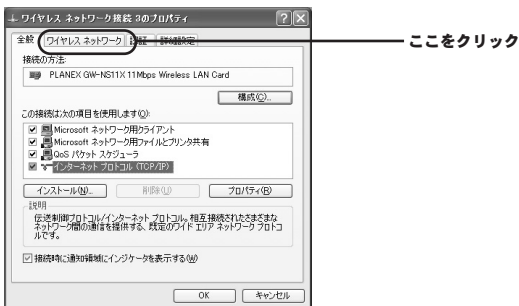 ワイヤレス ネットワーク接続 3のプロパティ
全般
ワイヤレス ネットワーク
認証
詳細設定
ここをクリック
接続の方法:
PLANEX GW-NS11X 11Mbps Wireless LAN Card
構成(C)...
この接続は次の項目を使用します(O):
Microsoft ネットワーク用クライアント
Microsoft ネットワーク用ファイルとプリンタ共有
QoS パケット スケジューラ
インターネット プロトコル (TCP/IP)
インストール(N)...
削除(U)
プロパティ(R)
説明
伝送制御プロトコル/インターネット プロトコル。相互接続されたさまざまな
ネットワーク間の通信を提供する、既定のワイド エリア ネットワーク プロトコ
ルです。
接続時に通知領域にインジケータを表示する(W)
OK
キャンセル